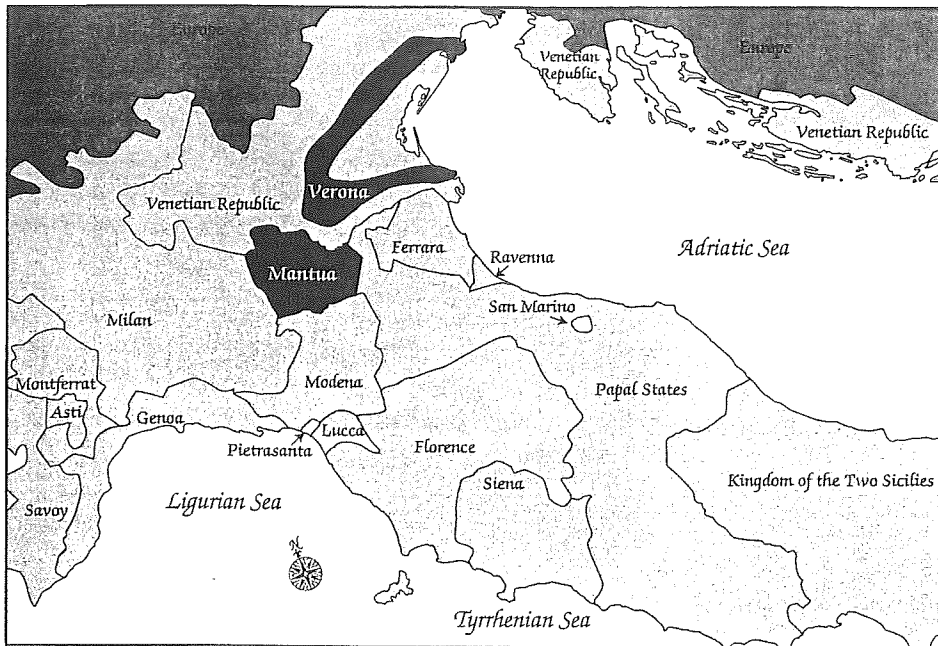 Europe
Europe
Venetian
Republic
Venetian Republic
Verona
Venetian Republic
Ferrara
Adriatic Sea
Ravenna
Mantua
San Marino
Milan
Modena
Papal States
Montferrat
Asti
Genoa
Lucca
Pietrasanta
Florence
Siena
Kingdom of the Two Sicilies
Ligurian Sea
Savoy
N
Tyrrhenian Sea